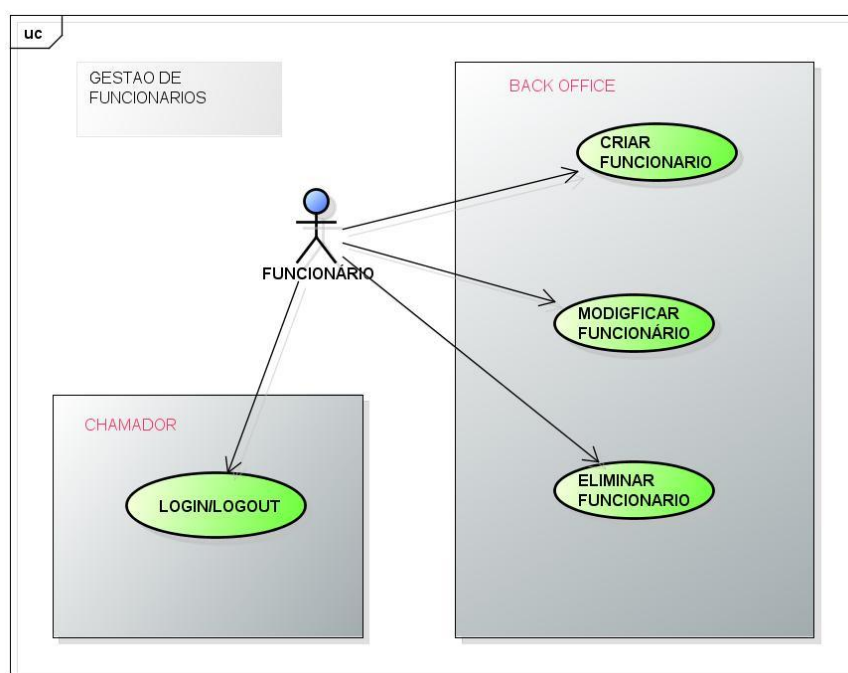 uc
GESTAO DE
FUNCIONARIOS
BACK OFFICE
CRIAR
FUNCIONARIO
FUNCIONÁRIO
MODIGFICAR
FUNCIONÁRIO
CHAMADOR
LOGIN/LOGOUT
ELIMINAR
FUNCIONARIO